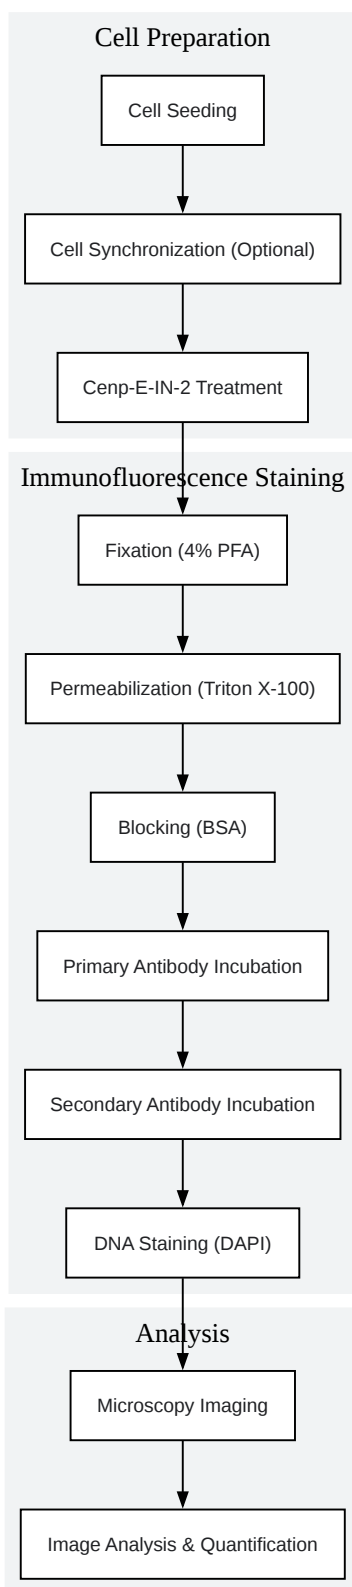 Cell Preparation
Cell Seeding
Cell Synchronization (Optional)
Cenp-E-IN-2 Treatment
Immunofluorescence Staining
Fixation (4% PFA)
Permeabilization (Triton X-100)
Blocking (BSA)
Primary Antibody Incubation
Secondary Antibody Incubation
DNA Staining (DAPI)
Analysis
Microscopy Imaging
Image Analysis & Quantification